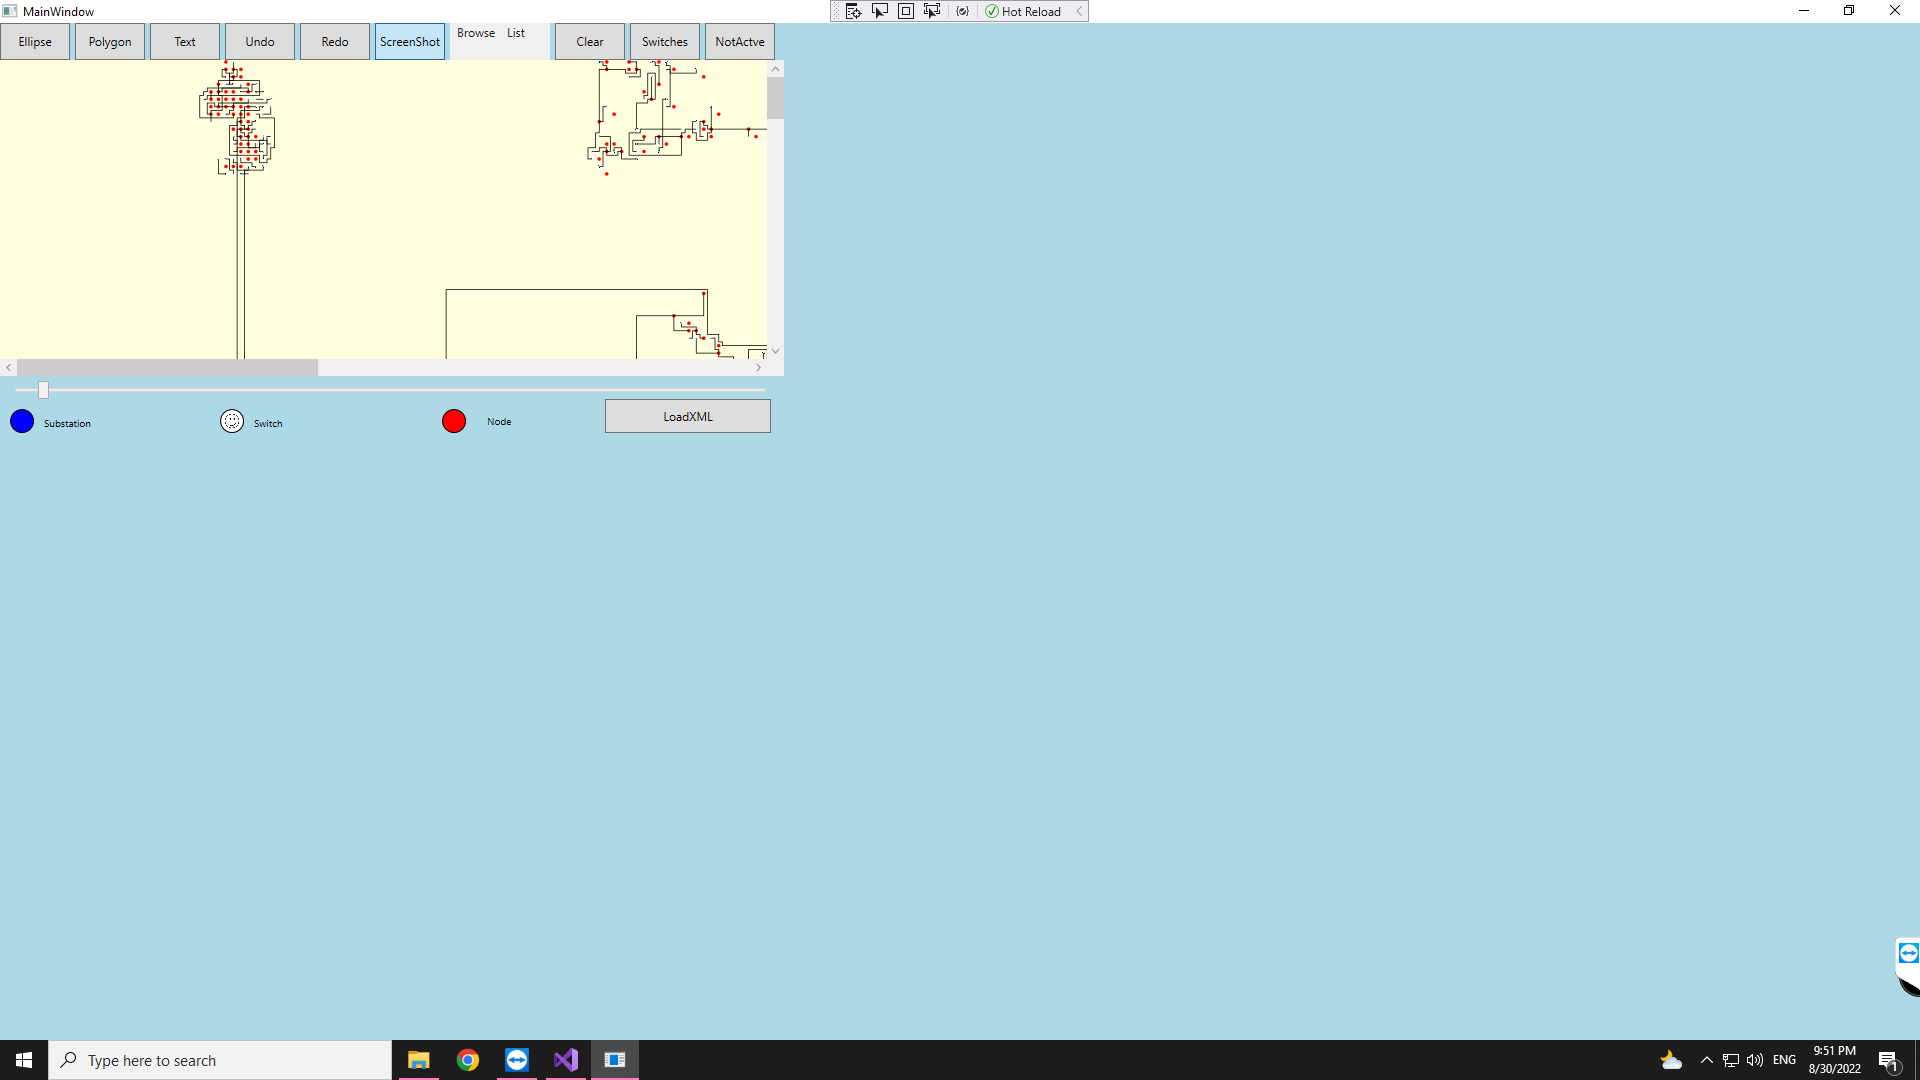 MainWindow
Hot Reload
Ellipse
Polygon
Text
Undo
Redo
ScreenShot
Browse
List
Clear
Switches
NotActve
Substation
Switch
Node
LoadXML
Type here to search
ENG
9:51 PM
8/30/2022
1